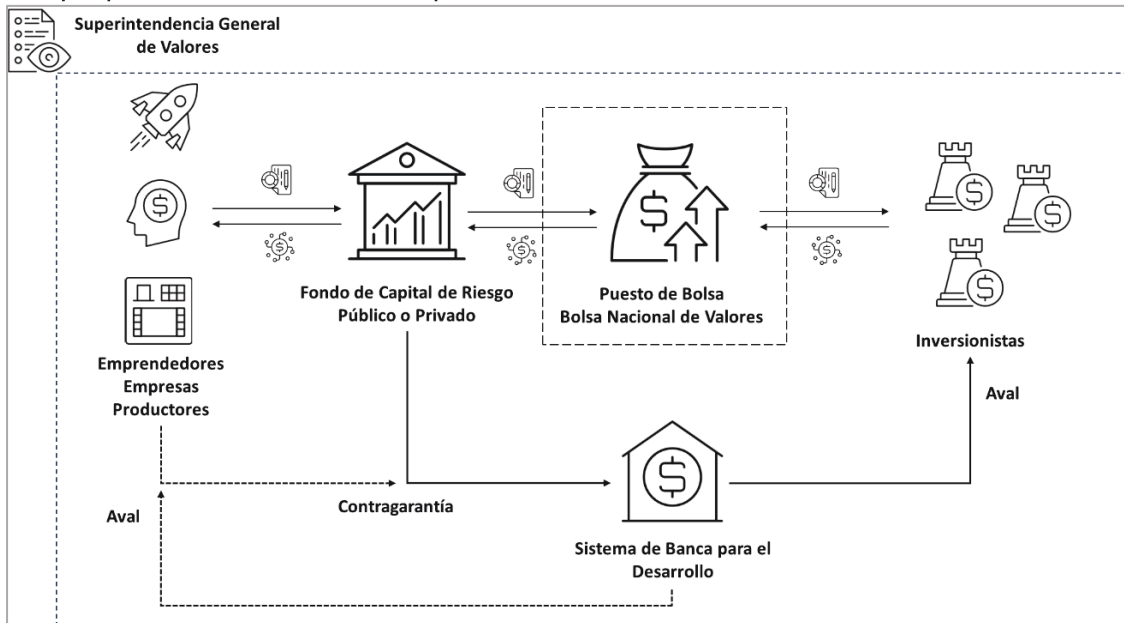 Superintendencia General
de Valores
Fondo de Capital de Riesgo
Público o Privado
Puesto de Bolsa
Bolsa Nacional de Valores
Inversionistas
Emprendedores
Empresas
Productores
Aval
Contragarantía
Aval
Sistema de Banca para el
Desarrollo